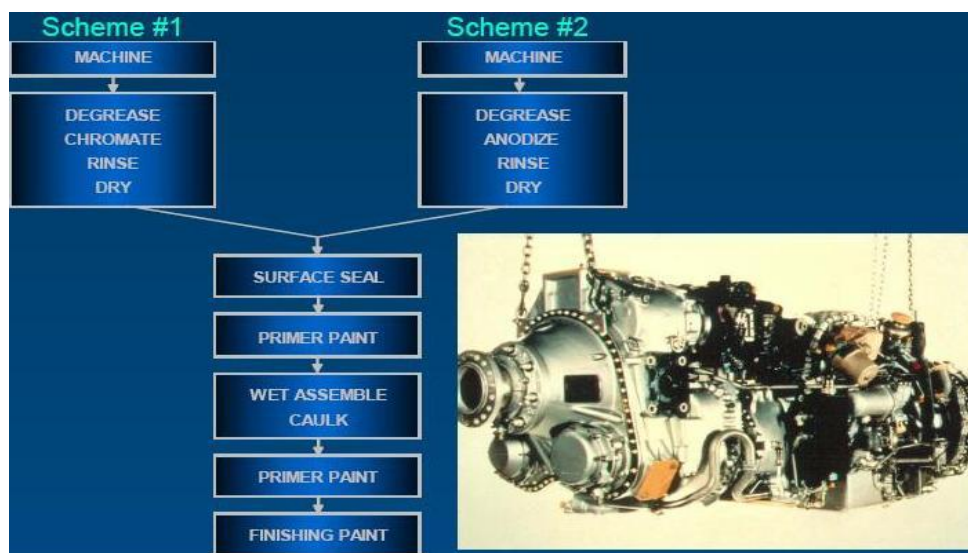 Scheme #1
MACHINE
DEGREASE
CHROMATE
RINSE
DRY
Scheme #2
MACHINE
DEGREASE
ANODIZE
RINSE
DRY
SURFACE SEAL
PRIMER PAINT
WET ASSEMBLE
CAULK
PRIMER PAINT
FINISHING PAINT